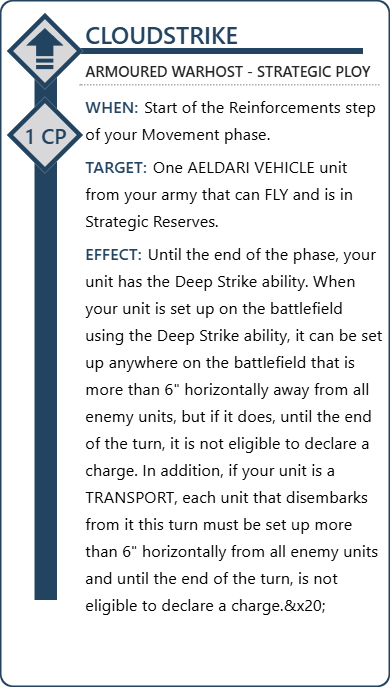 CLOUDSTRIKE
ARMOURED WARHOST - STRATEGIC PLOY
1 CP
WHEN: Start of the Reinforcements step
of your Movement phase.
TARGET: One AELDARI VEHICLE unit
from your army that can FLY and is in
Strategic Reserves.
EFFECT: Until the end of the phase, your
unit has the Deep Strike ability. When
your unit is set up on the battlefield
using the Deep Strike ability, it can be set
up anywhere on the battlefield that is
more than 6" horizontally away from all
enemy units, but if it does, until the end
of the turn, it is not eligible to declare a
charge. In addition, if your unit is a
TRANSPORT, each unit that disembarks
from it this turn must be set up more
than 6" horizontally from all enemy units
and until the end of the turn, is not
eligible to declare a charge.&x20;